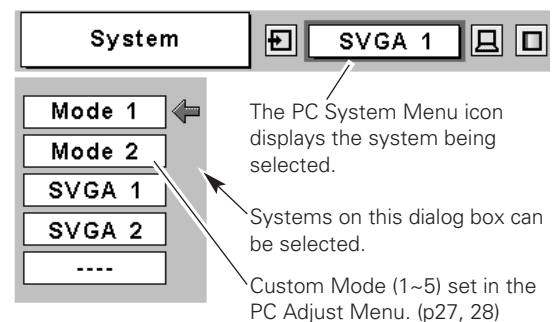 System
SVGA 1
Mode 1
Mode 2
SVGA 1
SVGA 2
----
The PC System Menu icon
displays the system being
selected.
Systems on this dialog box can
be selected.
Custom Mode (1~5) set in the
PC Adjust Menu. (p27, 28)